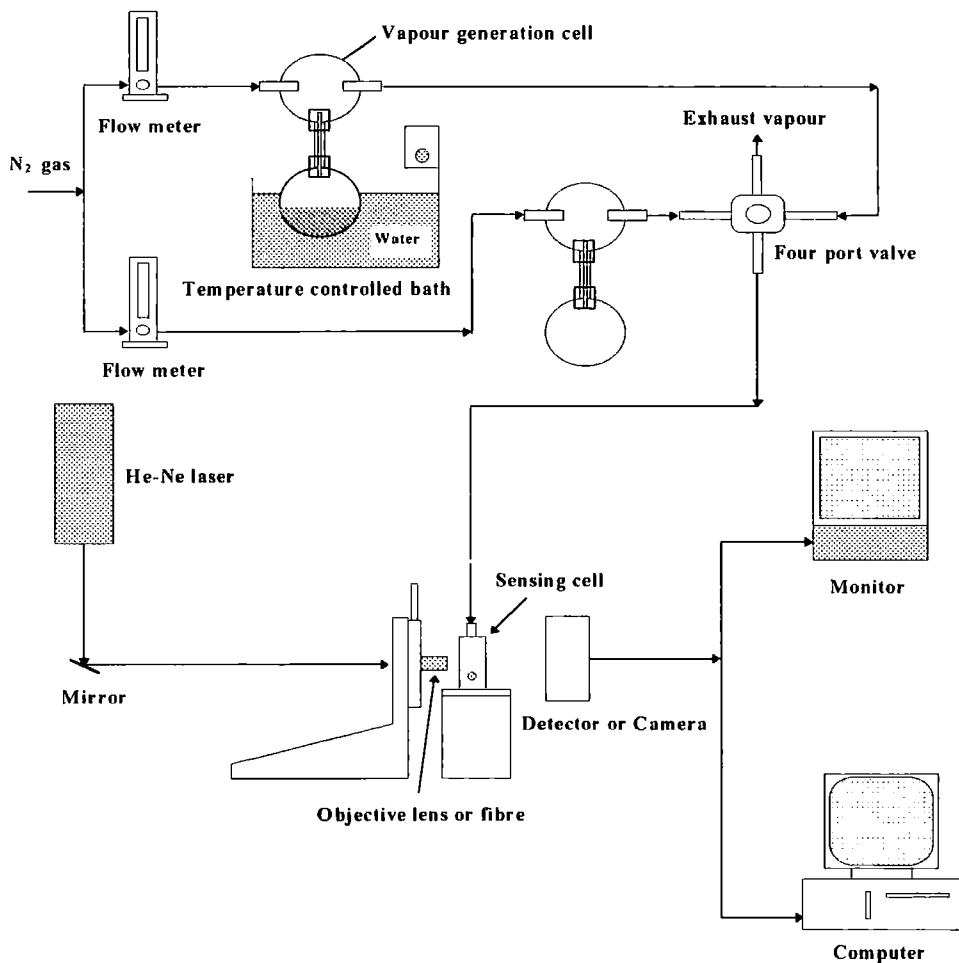 Vapour generation cell
Flow meter
Exhaust vapour
N₂ gas
Water
Four port valve
Temperature controlled bath
Flow meter
He-Ne laser
Sensing cell
Monitor
Mirror
Detector or Camera
Objective lens or fibre
Computer